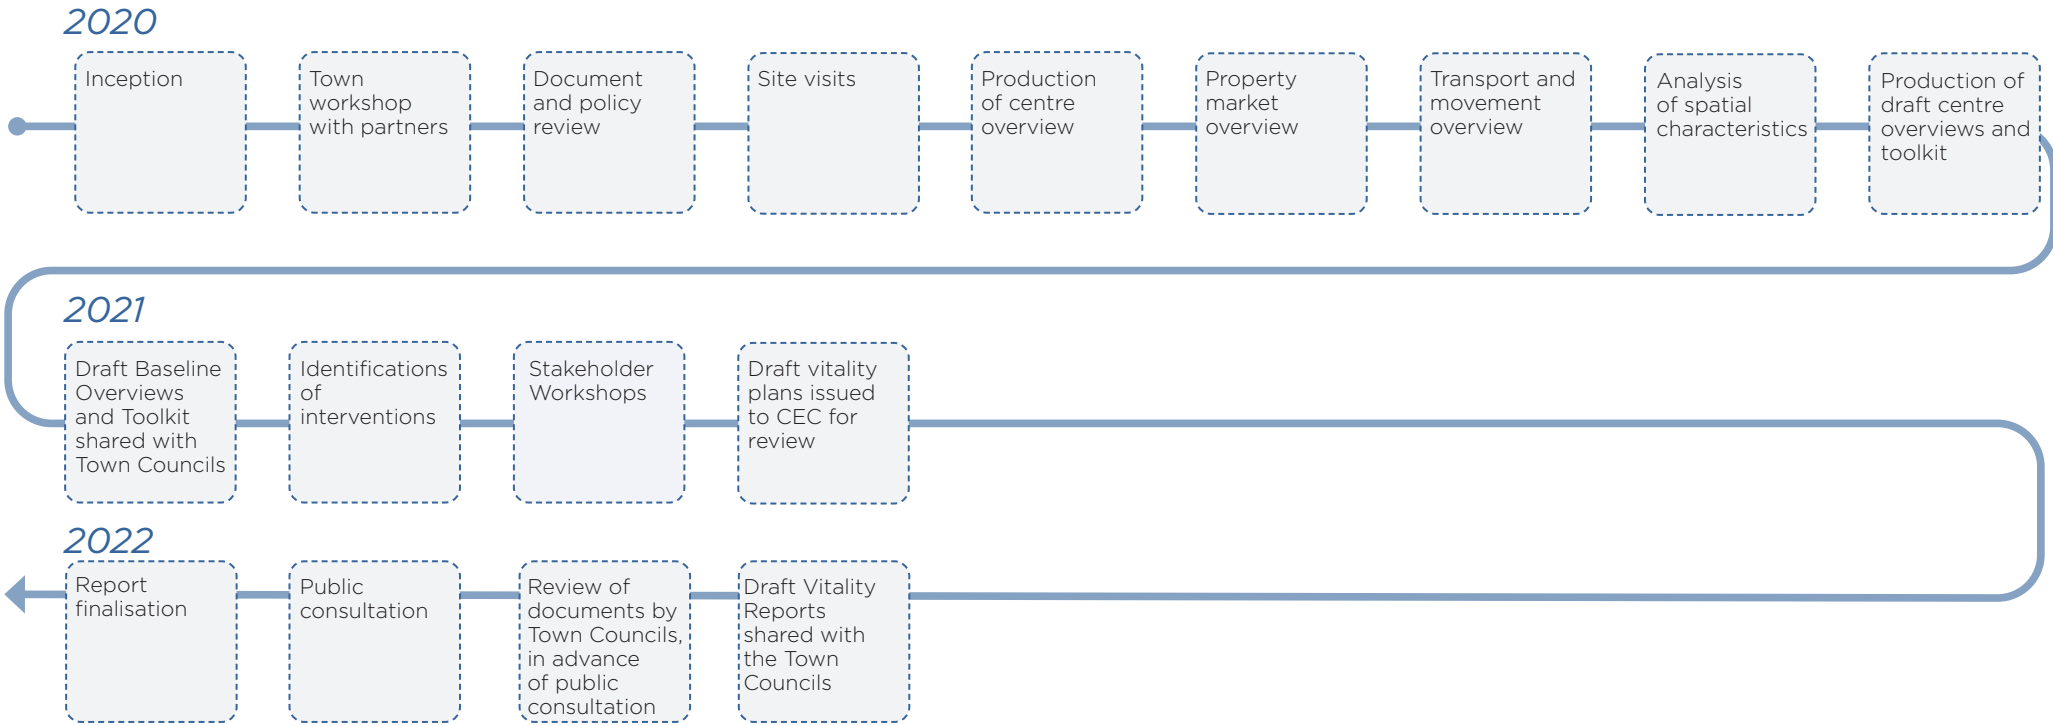 2020
Inception
Town
workshop
with partners
Document
and policy
review
Site visits
Production
of centre
overview
Property
market
overview
Transport and
movement
overview
Analysis
of spatial
characteristics
Production of
draft centre
overviews and
toolkit
2021
Draft Baseline
Overviews
and Toolkit
shared with
Town Councils
Identifications
of
interventions
Stakeholder
Workshops
Draft vitality
plans issued
to CEC for
review
2022
Report
finalisation
Public
consultation
Review of
documents by
Town Councils,
in advance
of public
consultation
Draft Vitality
Reports
shared with
the Town
Councils